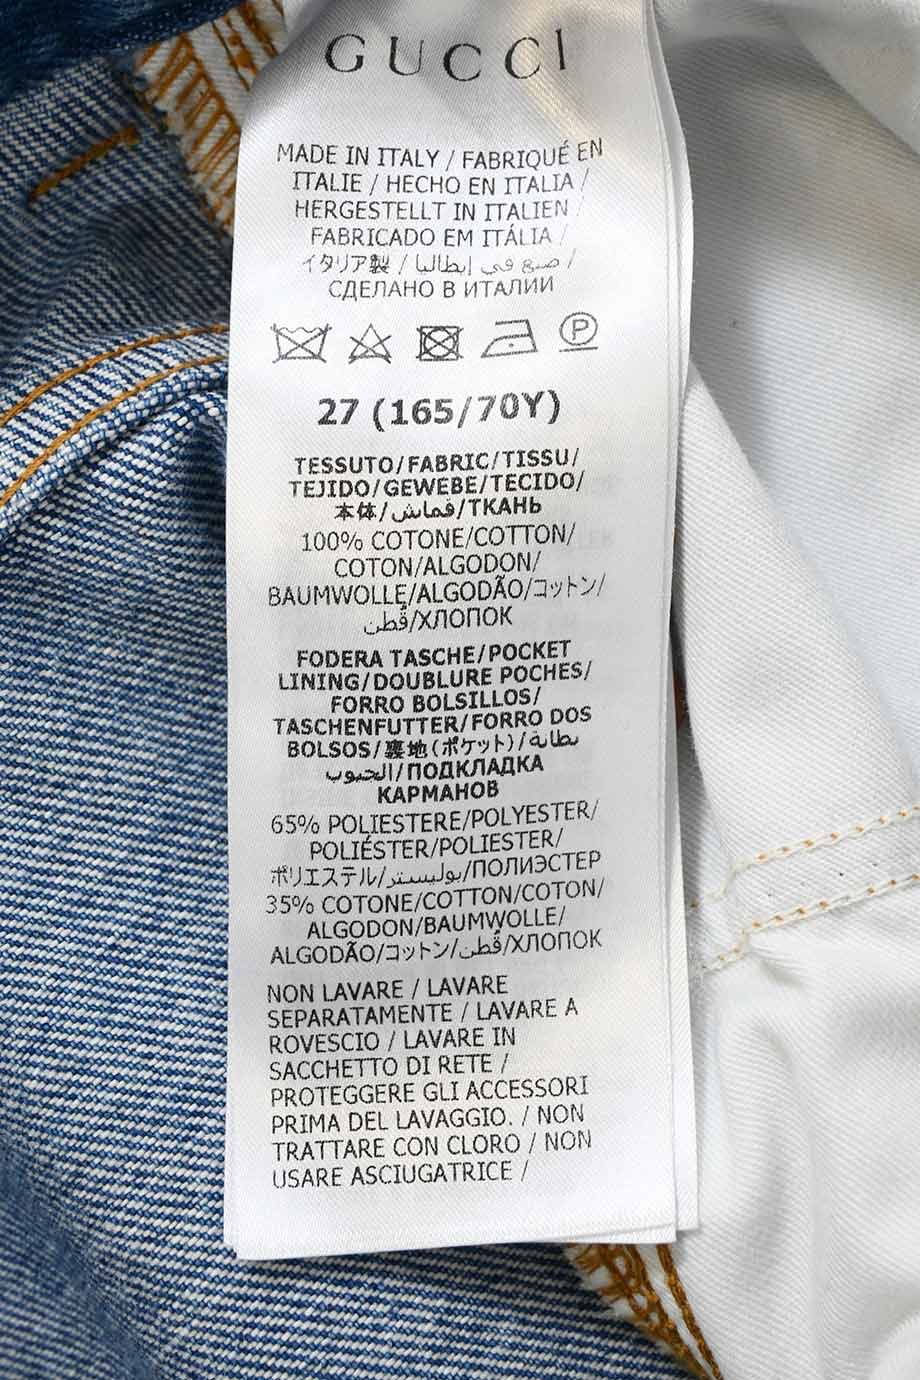 GUCCI
MADE IN ITALY / FABRIQUÉ EN
ITALIE / HECHO EN ITALIA /
HERGESTELLT IN ITALIEN /
FABRICADO EM ITÁLIA /
イタリア製 / صنع في إيطاليا /
СДЕЛАНО В ИТАЛИИ
P
27 (165/70Y)
TESSUTO/FABRIC/TISSU/
TEJIDO/GEWEBE/TECIDO/
本体/قماش/ТКАНЬ
100% COTONE/COTTON/
COTON/ALGODON/
BAUMWOLLE/ALGODÃO/コットン/
قُطن/ХЛОПОК
FODERA TASCHE/POCKET
LINING/DOUBLURE POCHES/
FORRO BOLSILLOS/
TASCHENFUTTER/FORRO DOS
BOLSOS/裏地(ポケット)/بطانة
الجيوب/ПОДКЛАДКА
КАРМАНОВ
65% POLIESTERE/POLYESTER/
POLIÉSTER/POLIESTER/
ポリエステル/بوليستر/ПОЛИЭСТЕР
35% COTONE/COTTON/COTON/
ALGODON/BAUMWOLLE/
ALGODÃO/コットン/قُطن/ХЛОПОК
NON LAVARE / LAVARE
SEPARATAMENTE / LAVARE A
ROVESCIO / LAVARE IN
SACCHETTO DI RETE /
PROTEGGERE GLI ACCESSORI
PRIMA DEL LAVAGGIO. / NON
TRATTARE CON CLORO / NON
USARE ASCIUGATRICE /